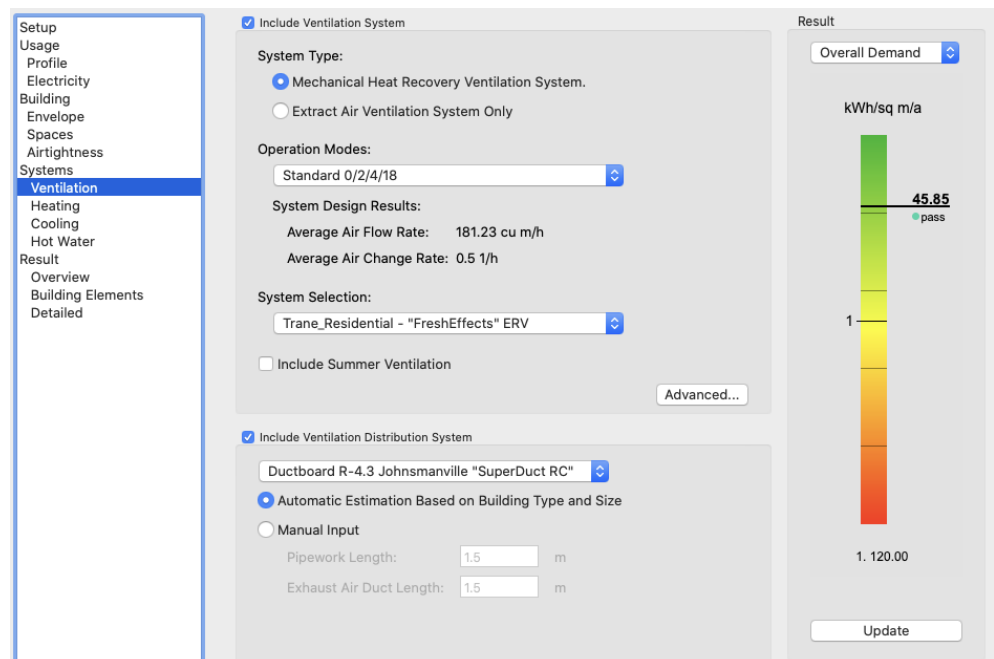 Setup
Usage
Profile
Electricity
Building
Envelope
Spaces
Airtightness
Systems
Ventilation
Heating
Cooling
Hot Water
Result
Overview
Building Elements
Detailed
Include Ventilation System
System Type:
Mechanical Heat Recovery Ventilation System.
Extract Air Ventilation System Only
Operation Modes:
Standard 0/2/4/18
System Design Results:
Average Air Flow Rate: 181.23 cu m/h
Average Air Change Rate: 0.5 1/h
System Selection:
Trane_Residential - "FreshEffects" ERV
Include Summer Ventilation
Advanced...
Include Ventilation Distribution System
Ductboard R-4.3 Johnsmanville "SuperDuct RC"
Automatic Estimation Based on Building Type and Size
Manual Input
Pipework Length: 1.5 m
Exhaust Air Duct Length: 1.5 m
Result
Overall Demand
kWh/sq m/a
45.85
pass
1
1. 120.00
Update